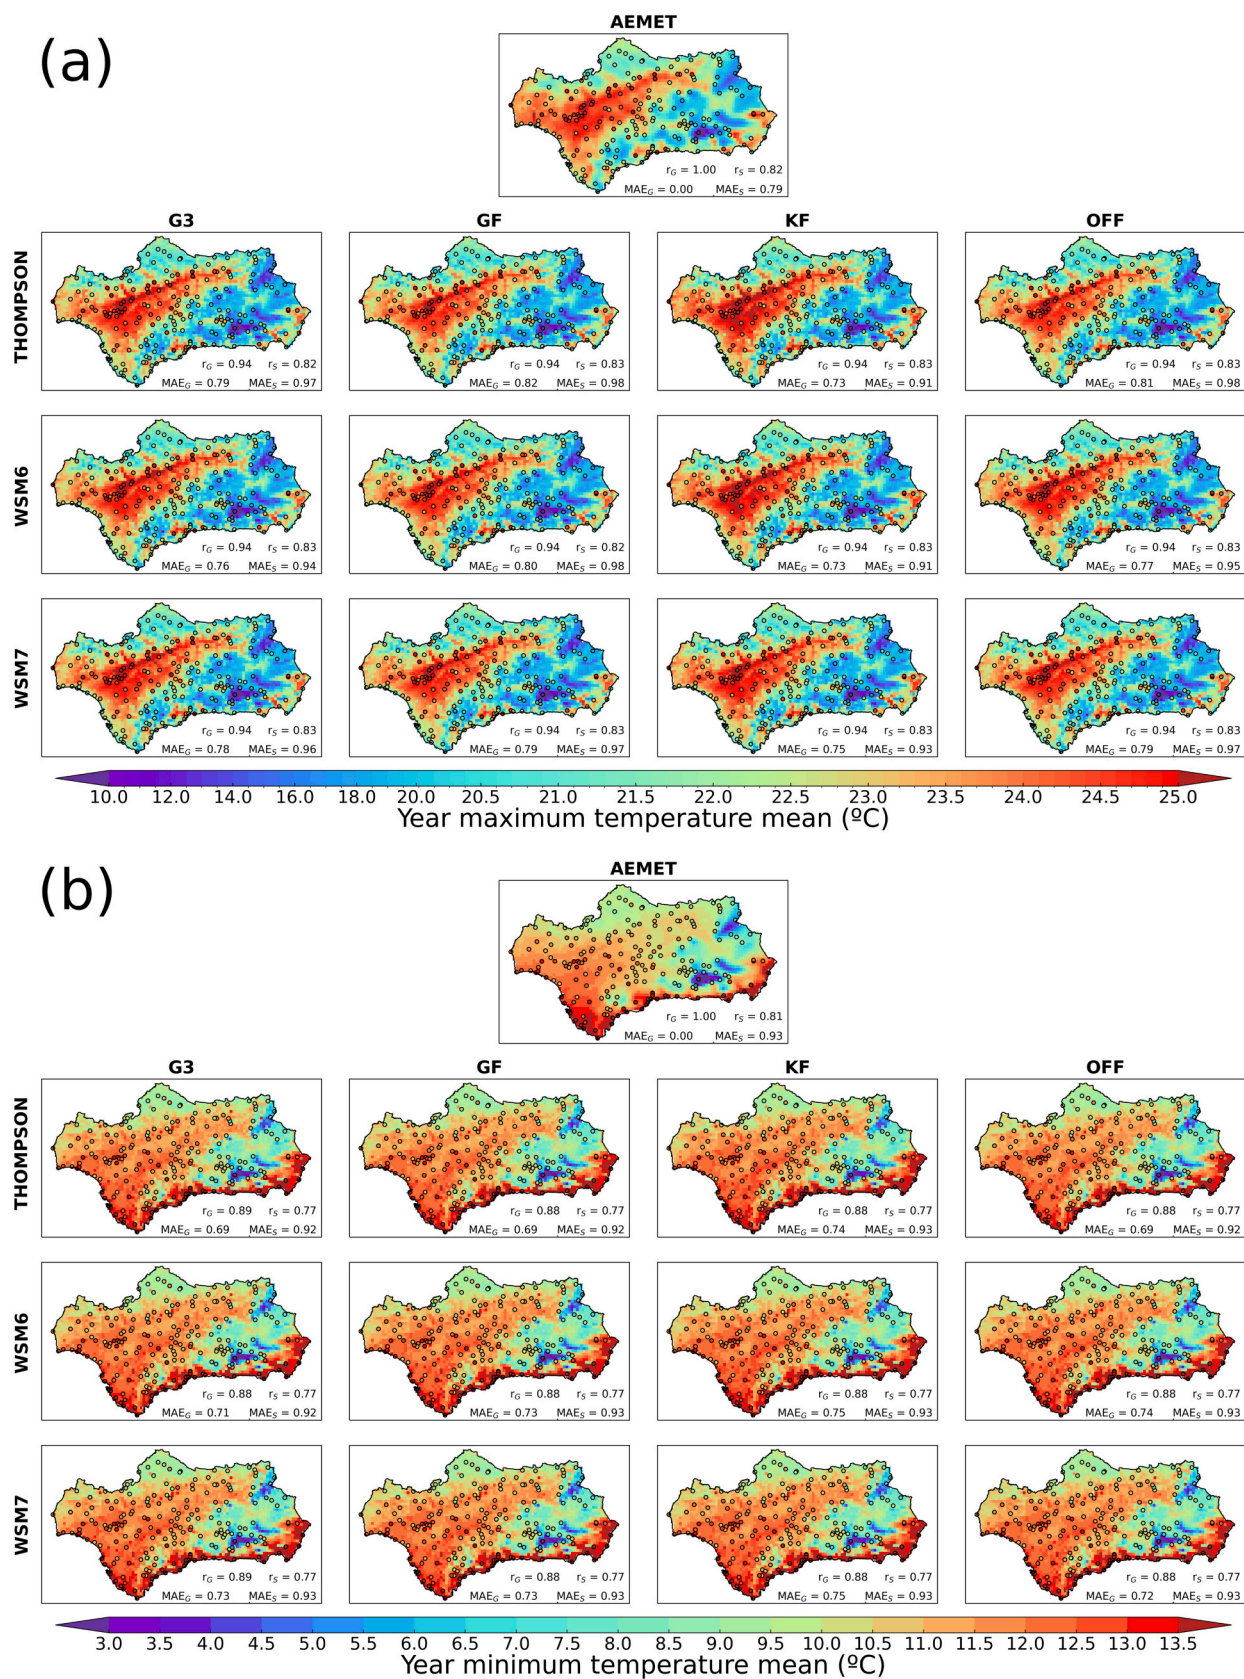 (a)
AEMET
r_G = 1.00 r_S = 0.82
MAE_G = 0.00 MAE_S = 0.79
G3 GF KF OFF
THOMPSON
r_G = 0.94 r_S = 0.82 r_G = 0.94 r_S = 0.83 r_G = 0.94 r_S = 0.83 r_G = 0.94 r_S = 0.83
MAE_G = 0.79 MAE_S = 0.97 MAE_G = 0.82 MAE_S = 0.98 MAE_G = 0.73 MAE_S = 0.91 MAE_G = 0.81 MAE_S = 0.98
WSM6
r_G = 0.94 r_S = 0.83 r_G = 0.94 r_S = 0.82 r_G = 0.94 r_S = 0.83 r_G = 0.94 r_S = 0.83
MAE_G = 0.76 MAE_S = 0.94 MAE_G = 0.80 MAE_S = 0.98 MAE_G = 0.73 MAE_S = 0.91 MAE_G = 0.77 MAE_S = 0.95
WSM7
r_G = 0.94 r_S = 0.83 r_G = 0.94 r_S = 0.83 r_G = 0.94 r_S = 0.83 r_G = 0.94 r_S = 0.83
MAE_G = 0.78 MAE_S = 0.96 MAE_G = 0.79 MAE_S = 0.97 MAE_G = 0.75 MAE_S = 0.93 MAE_G = 0.79 MAE_S = 0.97
10.0 12.0 14.0 16.0 18.0 20.0 20.5 21.0 21.5 22.0 22.5 23.0 23.5 24.0 24.5 25.0
Year maximum temperature mean (ºC)
(b)
AEMET
r_G = 1.00 r_S = 0.81
MAE_G = 0.00 MAE_S = 0.93
G3 GF KF OFF
THOMPSON
r_G = 0.89 r_S = 0.77 r_G = 0.88 r_S = 0.77 r_G = 0.88 r_S = 0.77 r_G = 0.88 r_S = 0.77
MAE_G = 0.69 MAE_S = 0.92 MAE_G = 0.69 MAE_S = 0.92 MAE_G = 0.74 MAE_S = 0.93 MAE_G = 0.69 MAE_S = 0.92
WSM6
r_G = 0.88 r_S = 0.77 r_G = 0.88 r_S = 0.77 r_G = 0.88 r_S = 0.77 r_G = 0.88 r_S = 0.77
MAE_G = 0.71 MAE_S = 0.92 MAE_G = 0.73 MAE_S = 0.93 MAE_G = 0.75 MAE_S = 0.93 MAE_G = 0.74 MAE_S = 0.93
WSM7
r_G = 0.89 r_S = 0.77 r_G = 0.88 r_S = 0.77 r_G = 0.88 r_S = 0.77 r_G = 0.88 r_S = 0.77
MAE_G = 0.73 MAE_S = 0.93 MAE_G = 0.73 MAE_S = 0.93 MAE_G = 0.75 MAE_S = 0.93 MAE_G = 0.72 MAE_S = 0.93
3.0 3.5 4.0 4.5 5.0 5.5 6.0 6.5 7.0 7.5 8.0 8.5 9.0 9.5 10.0 10.5 11.0 11.5 12.0 12.5 13.0 13.5
Year minimum temperature mean (ºC)